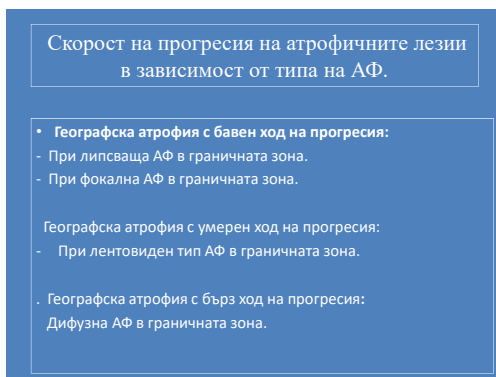 Скорост на прогресия на атрофичните лезии
в зависимост от типа на АФ.
• Географска атрофия с бавен ход на прогресия:
- При липсваща АФ в граничната зона.
- При фокална АФ в граничната зона.
Географска атрофия с умерен ход на прогресия:
- При лентовиден тип АФ в граничната зона.
. Географска атрофия с бърз ход на прогресия:
Дифузна АФ в граничната зона.